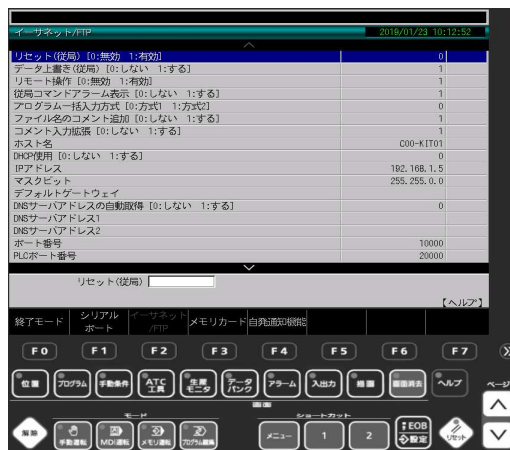 イーサネット/FTP 2019/01/23 10:12:52
リセット(従局) [0:無効 1:有効] 0
データ上書き(従局) [0:しない 1:する] 1
リモート操作 [0:無効 1:有効] 1
従局コマンドアラーム表示 [0:しない 1:する] 1
プログラム一括入力方式 [0:方式1 1:方式2] 0
ファイル名のコメント追加 [0:しない 1:する] 1
コメント入力拡張 [0:しない 1:する] 1
ホスト名 C00-KIT01
DHCP使用 [0:しない 1:する] 0
IPアドレス 192.168.1.5
マスクビット 255.255.0.0
デフォルトゲートウェイ
DNSサーバアドレスの自動取得 [0:しない 1:する] 0
DNSサーバアドレス1
DNSサーバアドレス2
ポート番号 10000
PLCポート番号 20000
リセット(従局)
【ヘルプ】
終了モード シリアルポート イーサネット/FTP メモリカード 自発通知機能
F0 F1 F2 F3 F4 F5 F6 F7
位置 プログラム 手動条件 ATC工具 生産モニタ データバンク アラーム 入出力 描画 画面消去 ヘルプ ページ
画面
モード ショートカット
解除 手動運転 MDI運転 メモリ運転 プログラム編集 メニュー 1 2 ;EOB 設定 リセット